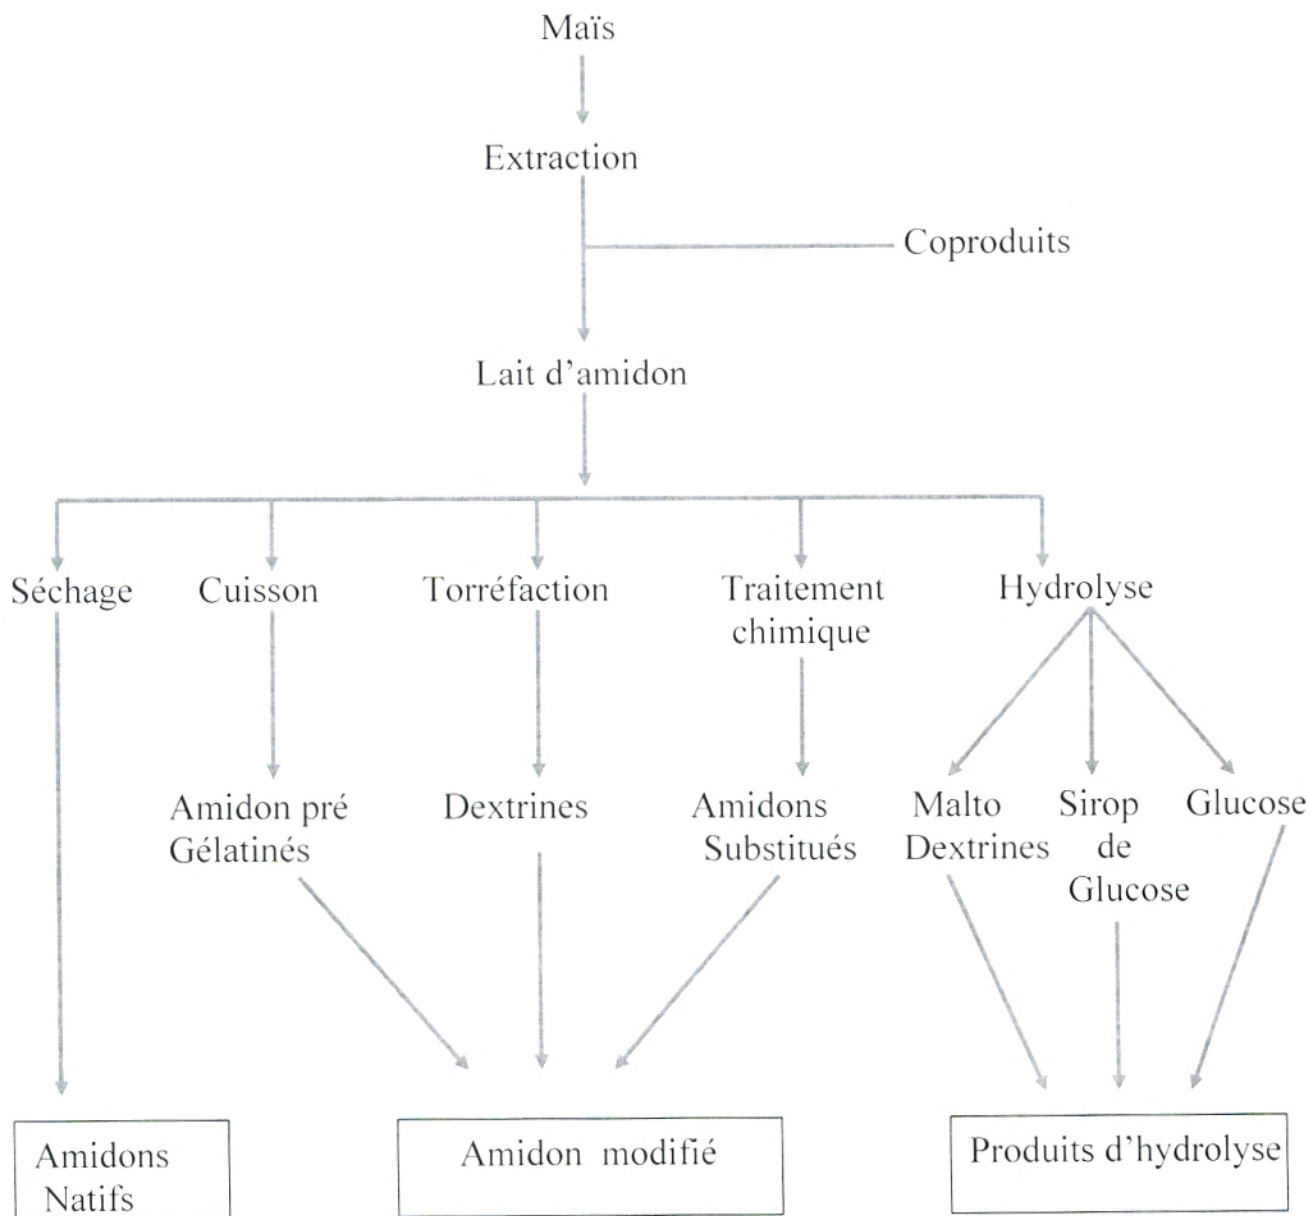 Maïs
Extraction
Coproduits
Lait d'amidon
Séchage Cuisson Torréfaction Traitement chimique Hydrolyse
Amidon pré
Gélatinés
Dextrines
Amidons
Substitués
Malto
Dextrines
Sirop
de
Glucose
Glucose
Amidons
Natifs
Amidon modifié
Produits d'hydrolyse